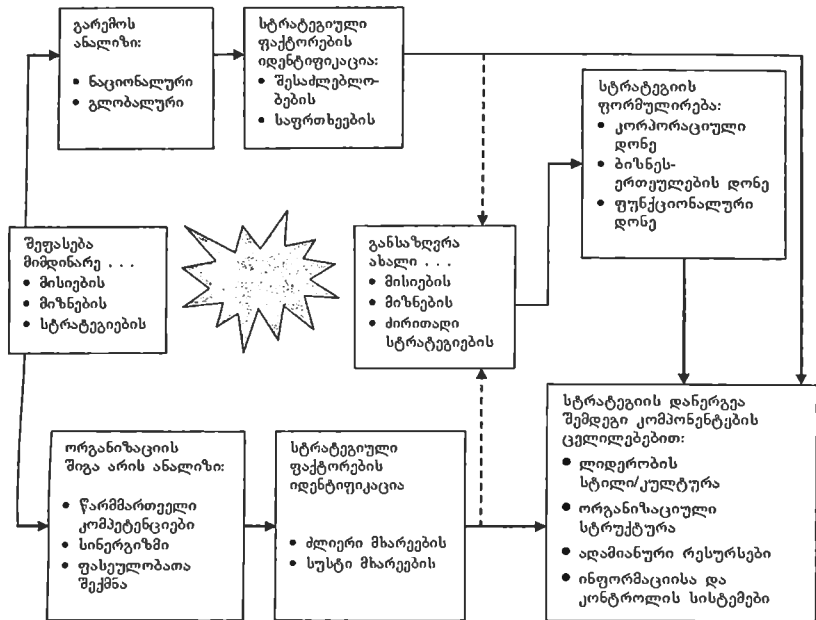 გარემოს
ანალიზი:
• ნაციონალური
• გლობალური
სტრატეგიული
ფაქტორების
იდენტიფიკაცია:
• შესაძლებლო-
ბების
• საფრთხეების
სტრატეგიის
ფორმულირება:
• კორპორაციული
დონე
• ბიზნეს-
ერთეულების დონე
• ფუნქციონალური
დონე
შეფასება
მიმდინარე . . .
• მისიების
• მიზნების
• სტრატეგიების
განსაზღვრა
ახალი . . .
• მისიების
• მიზნების
• ძირითადი
სტრატეგიების
ორგანიზაციის
შიგა არის ანალიზი:
• წარმმართველი
კომპეტენციები
• სინერგიზმი
• ფასეულობათა
შექმნა
სტრატეგიული
ფაქტორების
იდენტიფიკაცია
• ძლიერი მხარეების
• სუსტი მხარეების
სტრატეგიის დანერგვა
შემდეგი კომპონენტების
ცვლილებებით:
• ლიდერობის
სტილი/კულტურა
• ორგანიზაციული
სტრუქტურა
• ადამიანური რესურსები
• ინფორმაციისა და
კონტროლის სისტემები